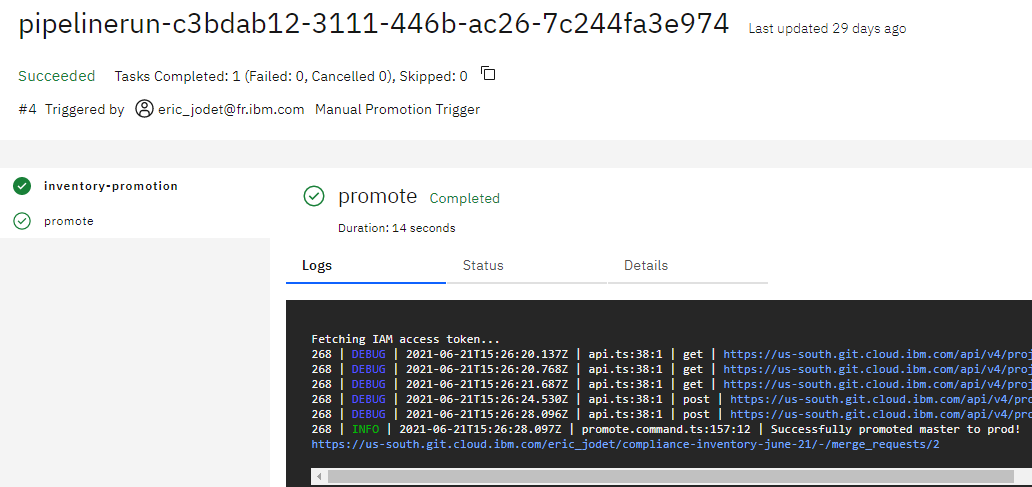 pipelinerun-c3bdab12-3111-446b-ac26-7c244fa3e974 Last updated 29 days ago
Succeeded Tasks Completed: 1 (Failed: 0, Cancelled 0), Skipped: 0
#4 Triggered by eric_jodet@fr.ibm.com Manual Promotion Trigger
inventory-promotion
promote
promote Completed
Duration: 14 seconds
Logs Status Details
Fetching IAM access token...
268 | DEBUG | 2021-06-21T15:26:20.137Z | api.ts:38:1 | get | https://us-south.git.cloud.ibm.com/api/v4/proj
268 | DEBUG | 2021-06-21T15:26:20.768Z | api.ts:38:1 | get | https://us-south.git.cloud.ibm.com/api/v4/proj
268 | DEBUG | 2021-06-21T15:26:21.687Z | api.ts:38:1 | get | https://us-south.git.cloud.ibm.com/api/v4/proj
268 | DEBUG | 2021-06-21T15:26:24.530Z | api.ts:38:1 | post | https://us-south.git.cloud.ibm.com/api/v4/pro
268 | DEBUG | 2021-06-21T15:26:28.096Z | api.ts:38:1 | post | https://us-south.git.cloud.ibm.com/api/v4/pro
268 | INFO | 2021-06-21T15:26:28.097Z | promote.command.ts:157:12 | Successfully promoted master to prod!
https://us-south.git.cloud.ibm.com/eric_jodet/compliance-inventory-june-21/-/merge_requests/2